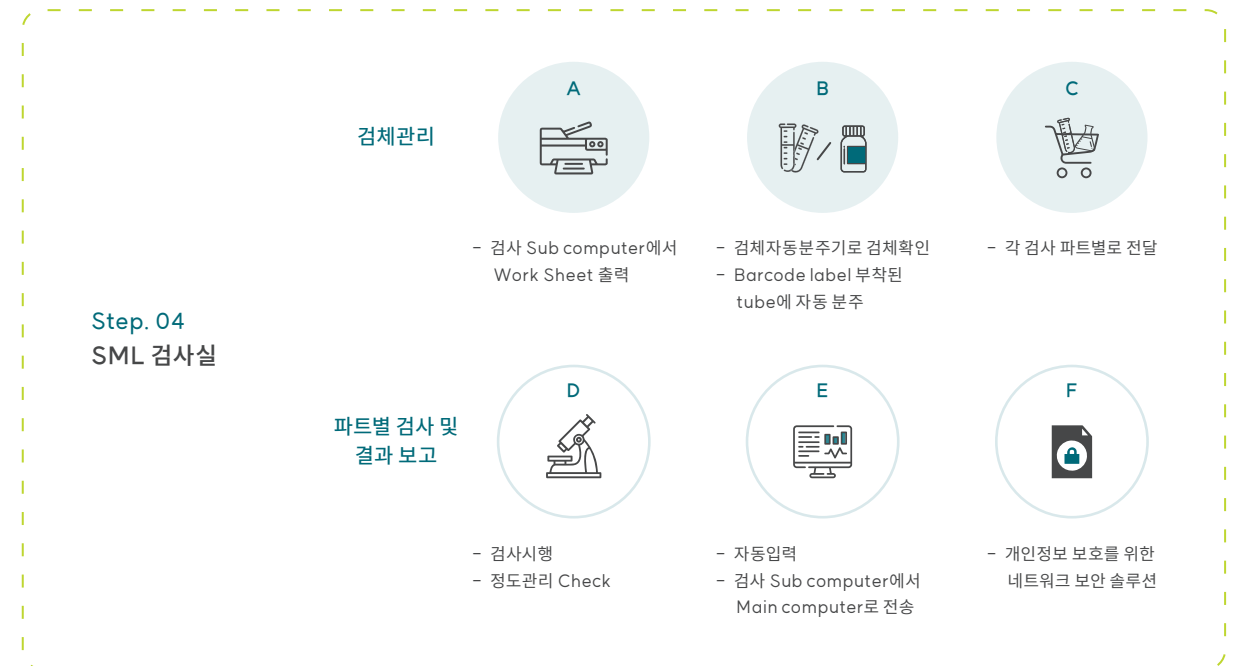 Step. 04
SML 검사실
검체관리
A
B
C
- 검사 Sub computer에서
Work Sheet 출력
- 검체자동분주기로 검체확인
- Barcode label 부착된
tube에 자동 분주
- 각 검사 파트별로 전달
파트별 검사 및
결과 보고
D
E
F
- 검사시행
- 정도관리 Check
- 자동입력
- 검사 Sub computer에서
Main computer로 전송
- 개인정보 보호를 위한
네트워크 보안 솔루션